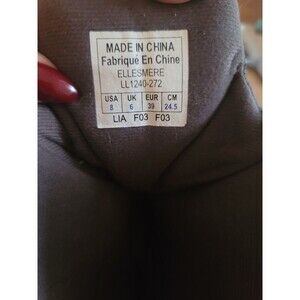 MADE IN CHINA
Fabrique En Chine
ELLESMERE
LL1240-272
USA UK EUR CM
8 6 39 24.5
LIA F03 F03